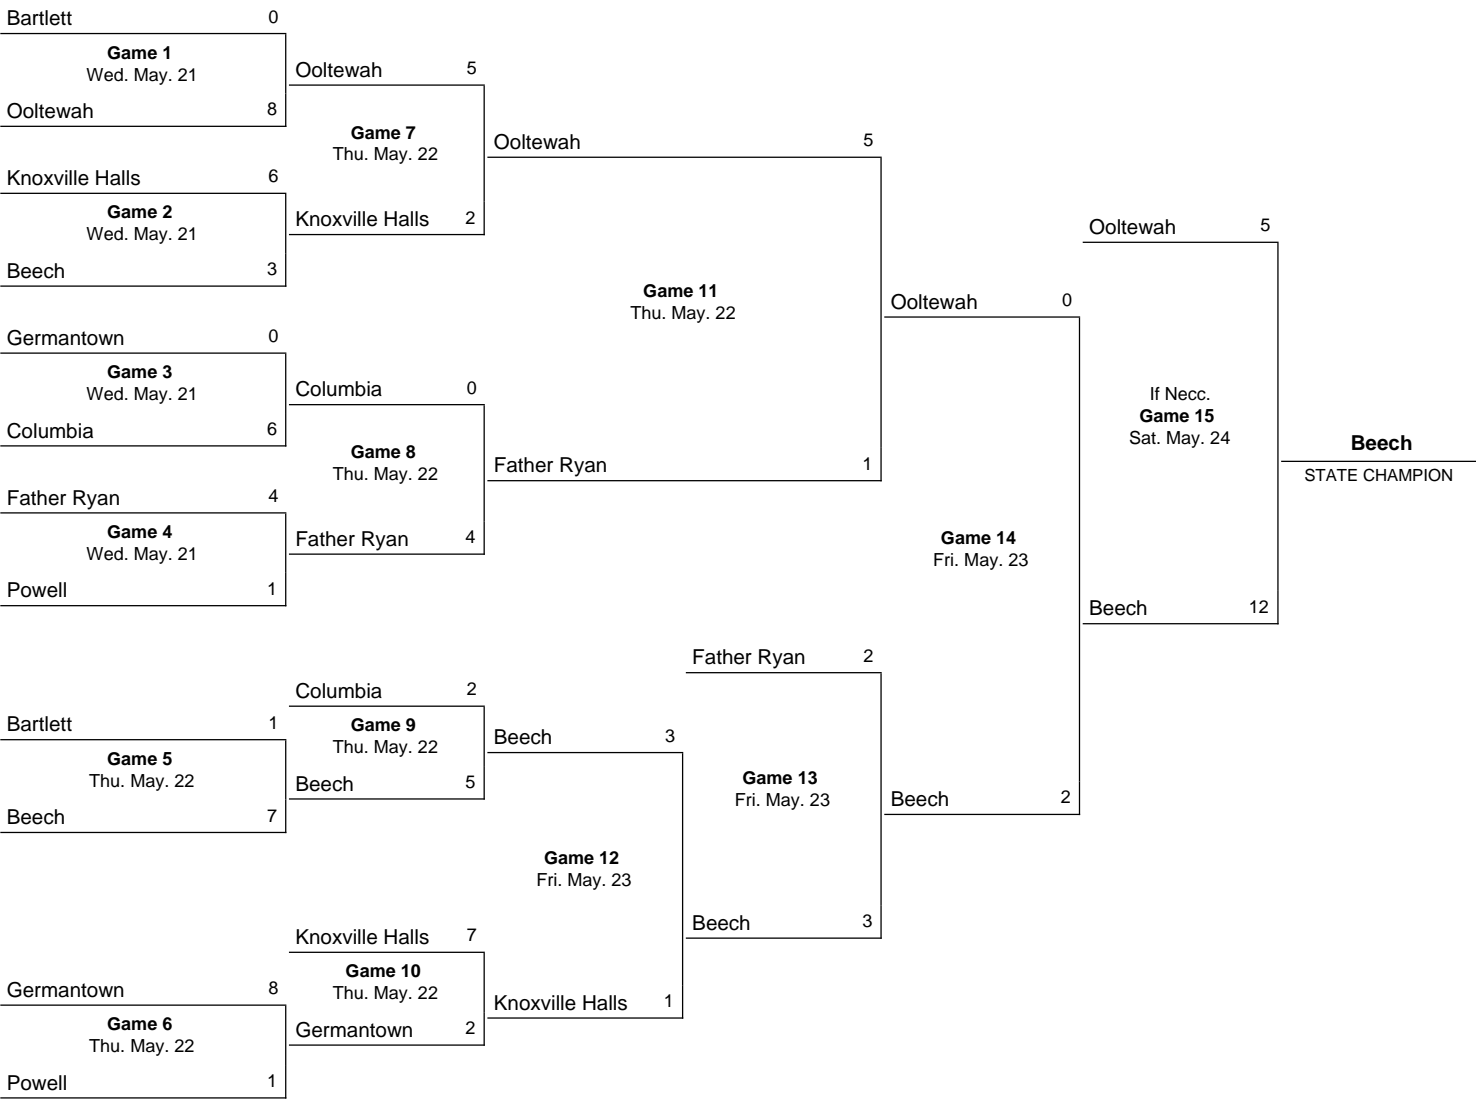 Bartlett 0
Game 1
Wed. May. 21
Ooltewah 8
Knoxville Halls 6
Game 2
Wed. May. 21
Beech 3
Germantown 0
Game 3
Wed. May. 21
Columbia 6
Father Ryan 4
Game 4
Wed. May. 21
Powell 1
Bartlett 1
Game 5
Thu. May. 22
Beech 7
Germantown 8
Game 6
Thu. May. 22
Powell 1
Ooltewah 5
Game 7
Thu. May. 22
Knoxville Halls 2
Columbia 0
Game 8
Thu. May. 22
Father Ryan 4
Columbia 2
Game 9
Thu. May. 22
Beech 5
Knoxville Halls 7
Game 10
Thu. May. 22
Germantown 2
Ooltewah 5
Game 11
Thu. May. 22
Father Ryan 1
Beech 3
Game 12
Fri. May. 23
Knoxville Halls 1
Father Ryan 2
Game 13
Fri. May. 23
Beech 3
Ooltewah 0
Game 14
Fri. May. 23
Beech 2
Ooltewah 5
If Necc.
Game 15
Sat. May. 24
Beech 12
Beech
STATE CHAMPION